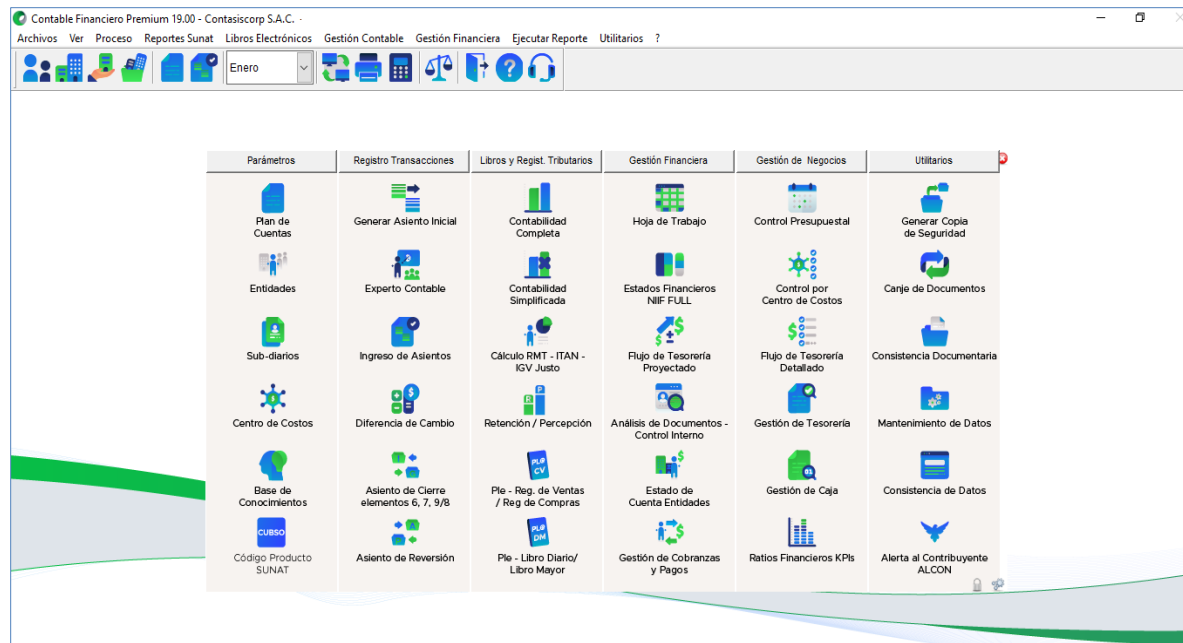 Contable Financiero Premium 19.00 - Contasiscorp S.A.C. -
Archivos Ver Proceso Reportes Sunat Libros Electrónicos Gestión Contable Gestión Financiera Ejecutar Reporte Utilitarios ?
Enero
Parámetros Registro Transacciones Libros y Regist. Tributarios Gestión Financiera Gestión de Negocios Utilitarios
Plan de
Cuentas
Generar Asiento Inicial
Contabilidad
Completa
Hoja de Trabajo
Control Presupuestal
Generar Copia
de Seguridad
Entidades
Experto Contable
Contabilidad
Simplificada
Estados Financieros
NIIF FULL
Control por
Centro de Costos
Canje de Documentos
Sub-diarios
Ingreso de Asientos
Cálculo RMT - ITAN -
IGV Justo
Flujo de Tesorería
Proyectado
Flujo de Tesorería
Detallado
Consistencia Documentaria
Centro de Costos
Diferencia de Cambio
R P
Retención / Percepción
Análisis de Documentos -
Control Interno
Gestión de Tesorería
Mantenimiento de Datos
Base de
Conocimientos
Asiento de Cierre
elementos 6, 7, 9/8
PL@
CV
Ple - Reg. de Ventas
/ Reg de Compras
Estado de
Cuenta Entidades
Gestión de Caja
Consistencia de Datos
CUBSO
Código Producto
SUNAT
Asiento de Reversión
PL@
DM
Ple - Libro Diario/
Libro Mayor
Gestión de Cobranzas
y Pagos
Ratios Financieros KPIs
Alerta al Contribuyente
ALCON